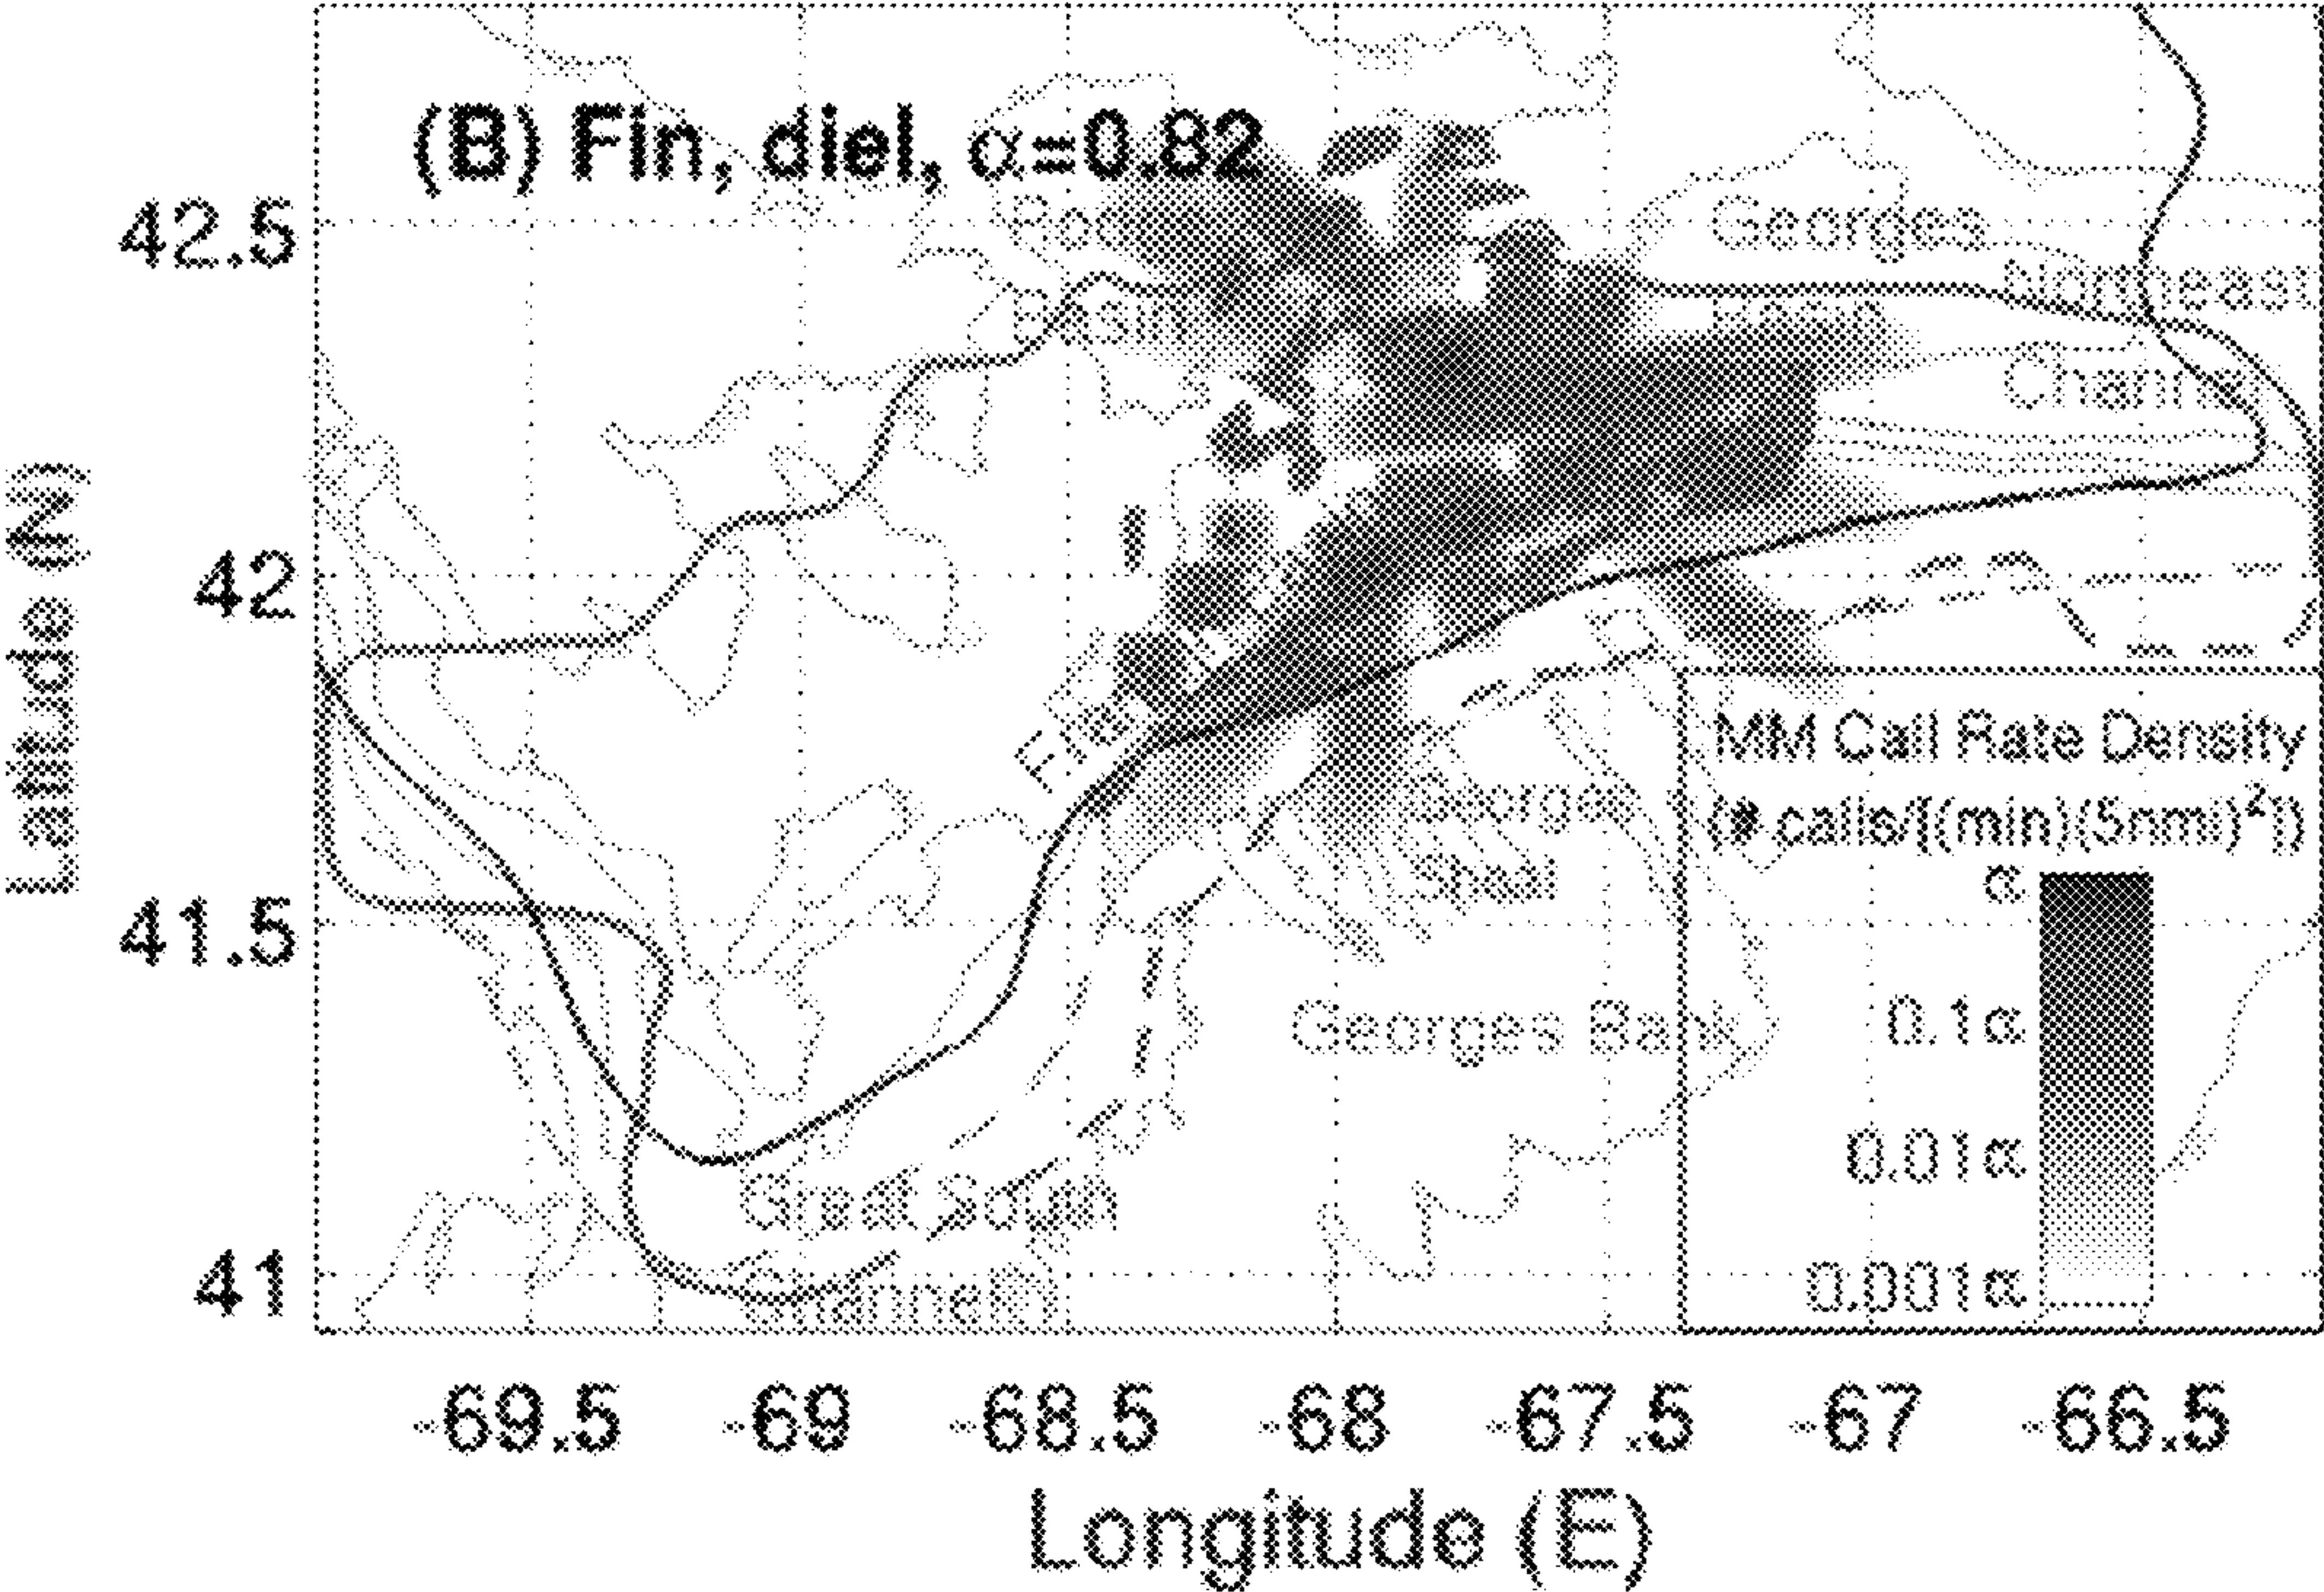 (B) Fin, diel, α=0.82
Georges
Basin
Northeast
Channel
42.5
42
41.5
41
Latitude (N)
Georges
Shoal
Georges Bank
Great South
Channel
MM Call Rate Density
(# calls/[(min)(5nmi)²])
α
0.1α
0.01α
0.001α
-69.5 -69 -68.5 -68 -67.5 -67 -66.5
Longitude (E)